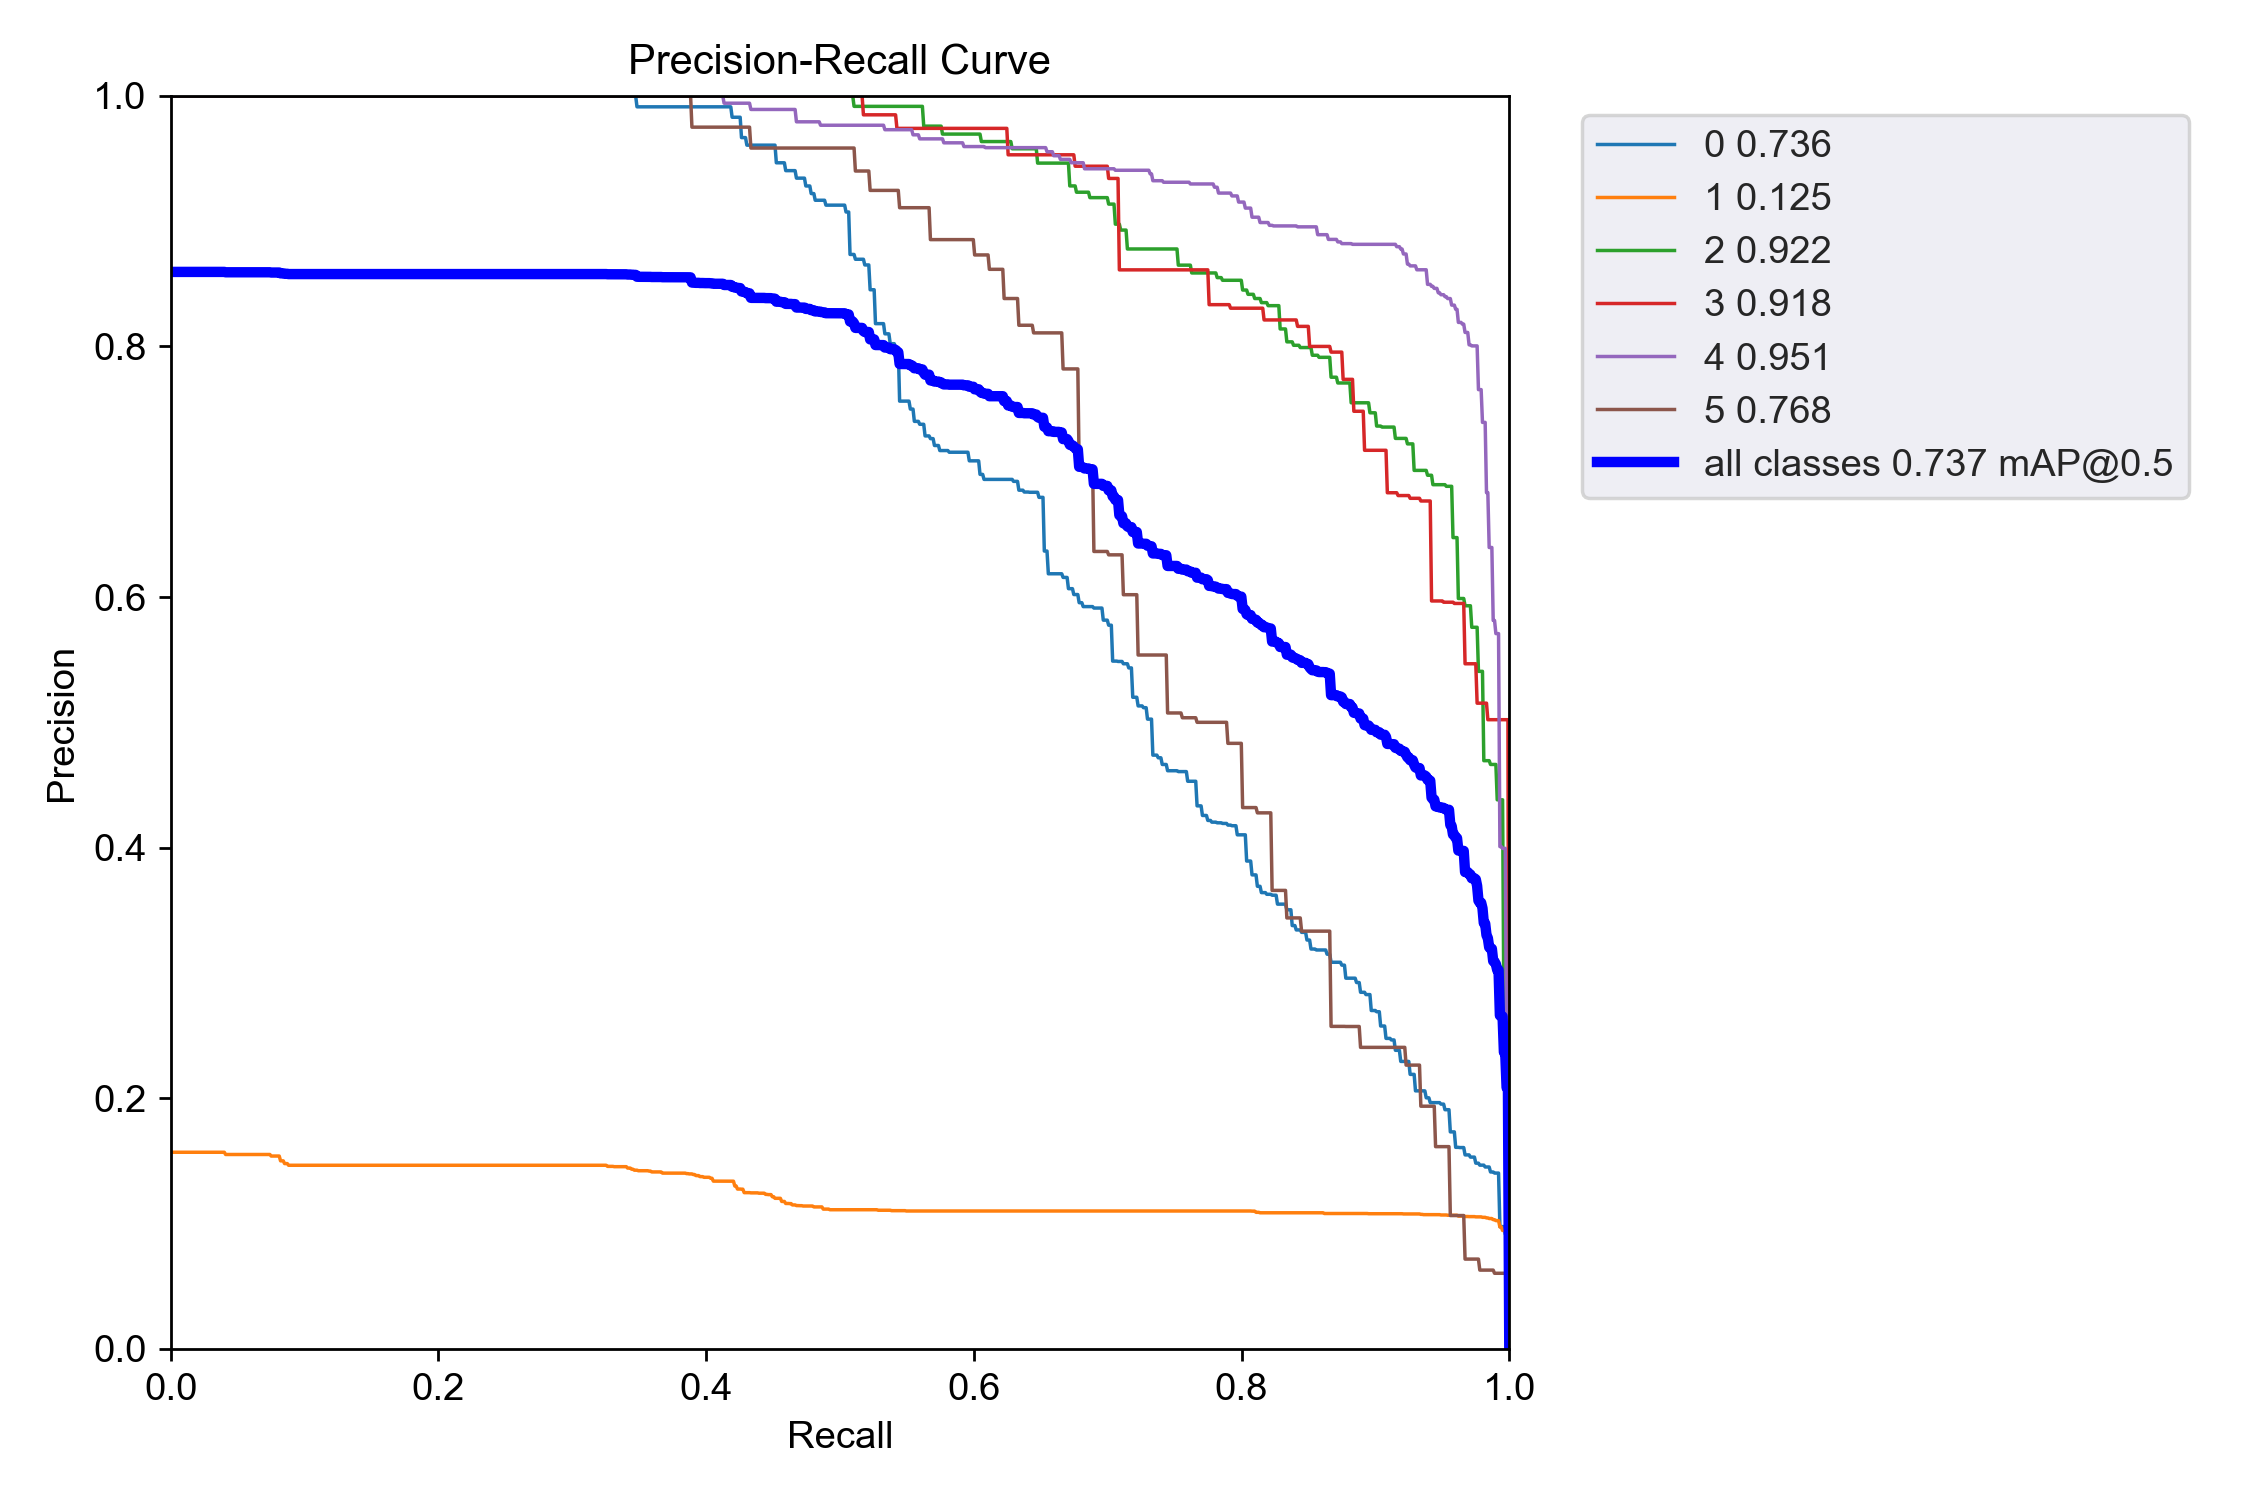 Precision-Recall Curve
1.0
0.8
0.6
0.4
0.2
0.0
Precision
0.0 0.2 0.4 0.6 0.8 1.0
Recall
0 0.736
1 0.125
2 0.922
3 0.918
4 0.951
5 0.768
all classes 0.737 mAP@0.5